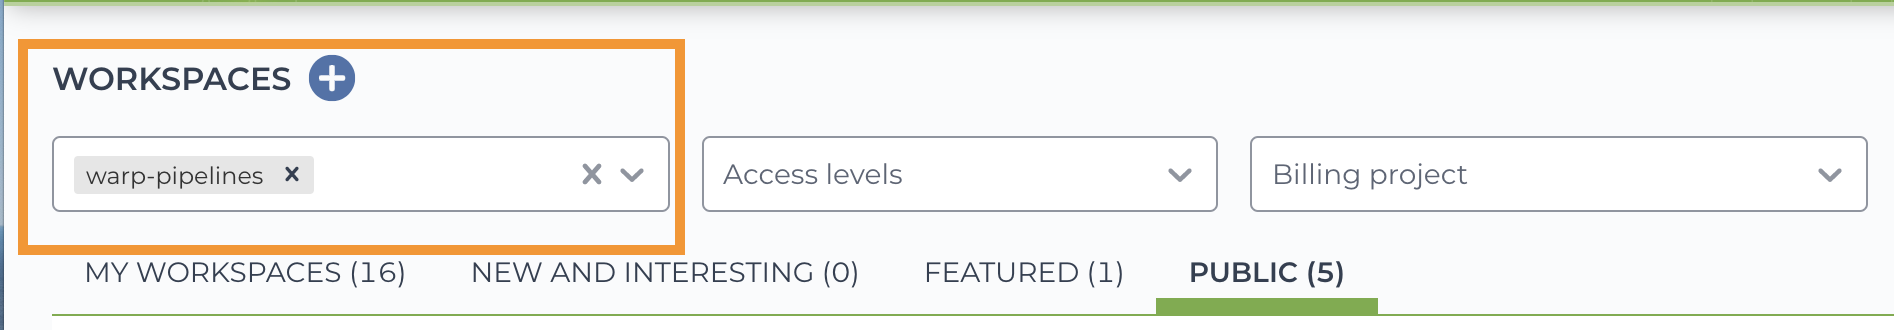 WORKSPACES
warp-pipelines
Access levels
Billing project
MY WORKSPACES (16) NEW AND INTERESTING (0) FEATURED (1) PUBLIC (5)